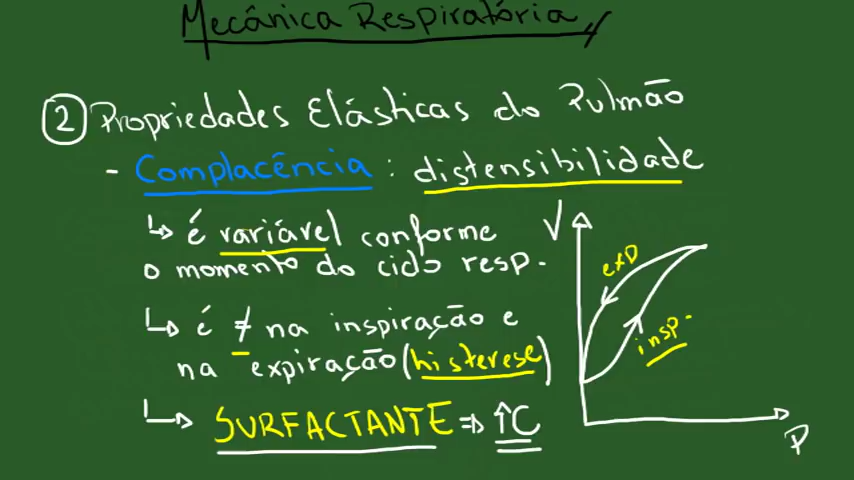 Mecânica Respiratória
2 Propriedades Elásticas do Pulmão
- Complacência : distensibilidade
↳ é variável conforme
o momento do ciclo resp.
↳ é ≠ na inspiração e
na expiração (histerese)
↳ SURFACTANTE ⇒ ↑C
V
exp
insp.
P